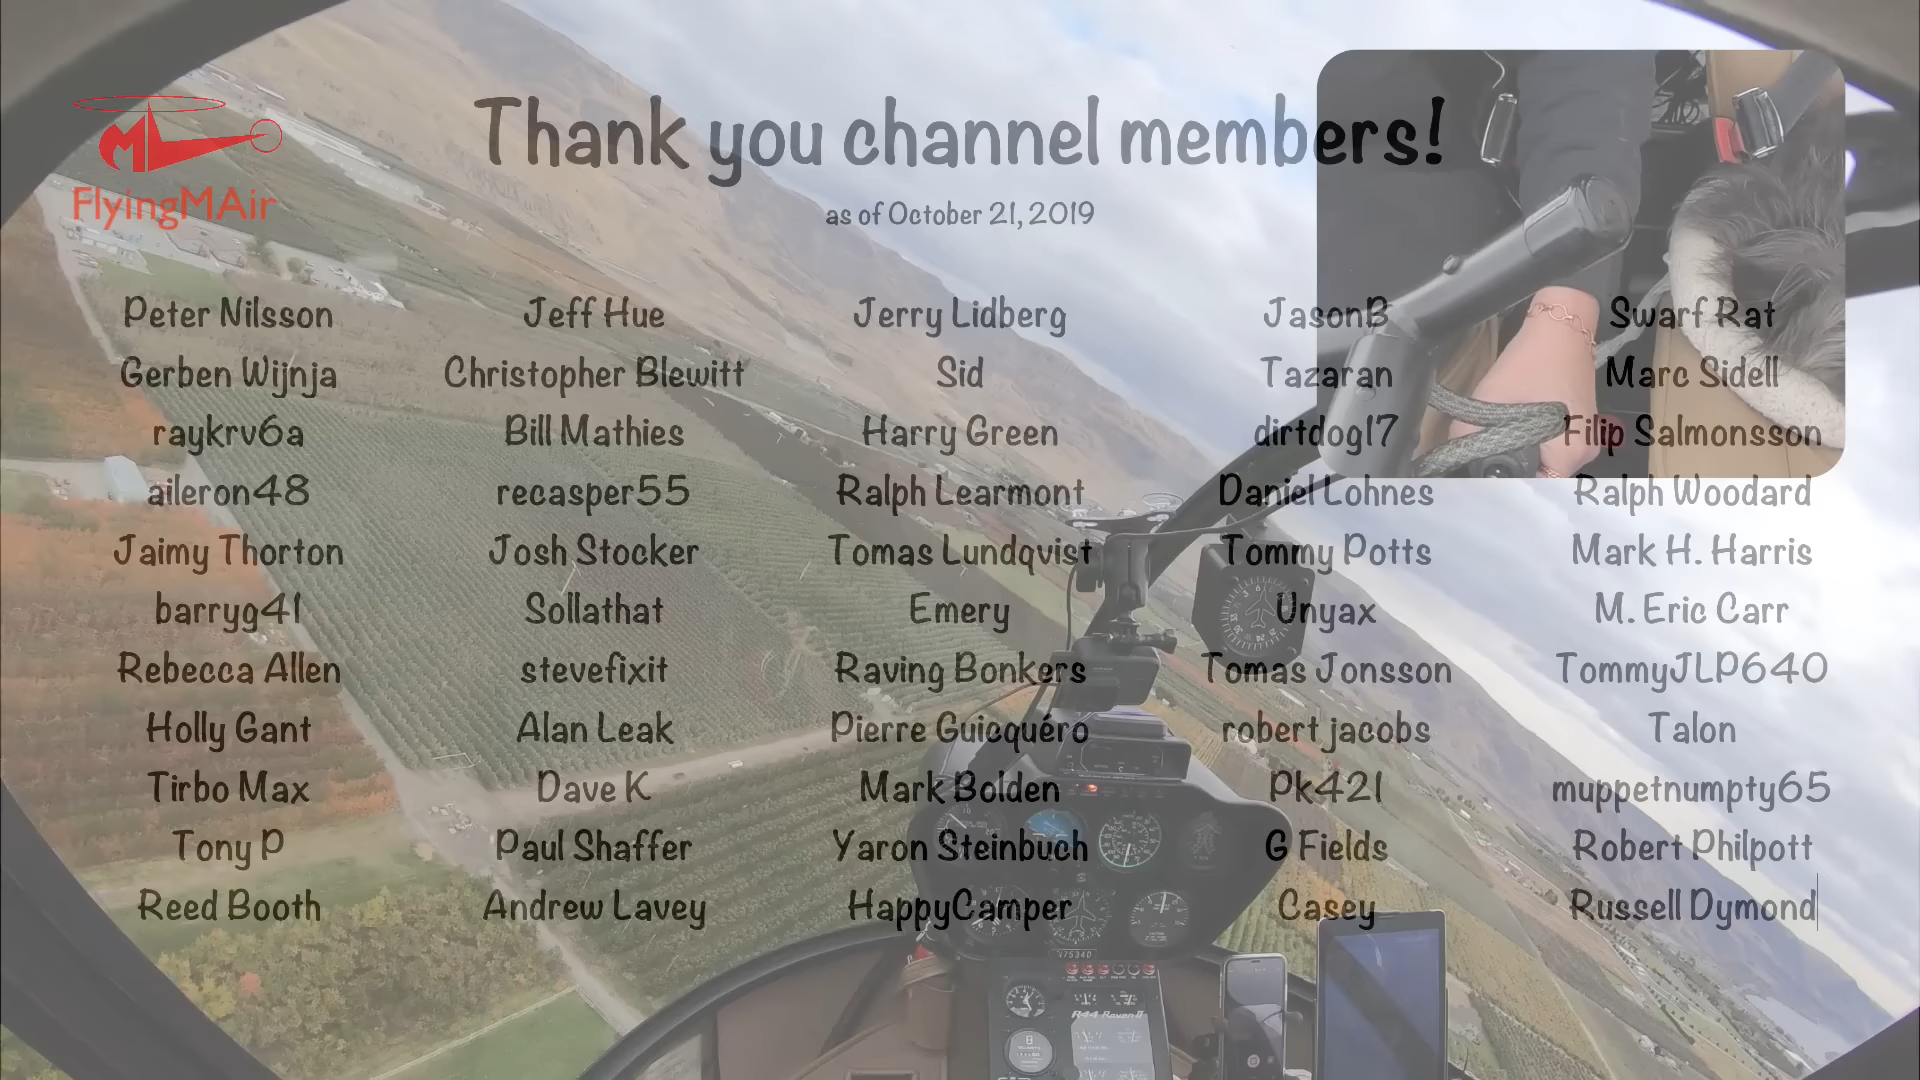 Thank you channel members!
as of October 21, 2019
FlyingMAir
Peter Nilsson
Gerben Wijnja
raykrv6a
aileron48
Jaimy Thorton
barryg41
Rebecca Allen
Holly Gant
Tirbo Max
Tony P
Reed Booth
Jeff Hue
Christopher Blewitt
Bill Mathies
recasper55
Josh Stocker
Sollathat
stevefixit
Alan Leak
Dave K
Paul Shaffer
Andrew Lavey
Jerry Lidberg
Sid
Harry Green
Ralph Learmont
Tomas Lundqvist
Emery
Raving Bonkers
Pierre Guicquéro
Mark Bolden
Yaron Steinbuch
HappyCamper
JasonB
Tazaran
dirtdog17
Daniel Lohnes
Tommy Potts
Unyax
Tomas Jonsson
robert jacobs
Pk421
G Fields
Casey
Swarf Rat
Marc Sidell
Filip Salmonsson
Ralph Woodard
Mark H. Harris
M. Eric Carr
TommyJLP640
Talon
muppetnumpty65
Robert Philpott
Russell Dymond
N7534D
R44 Raven II